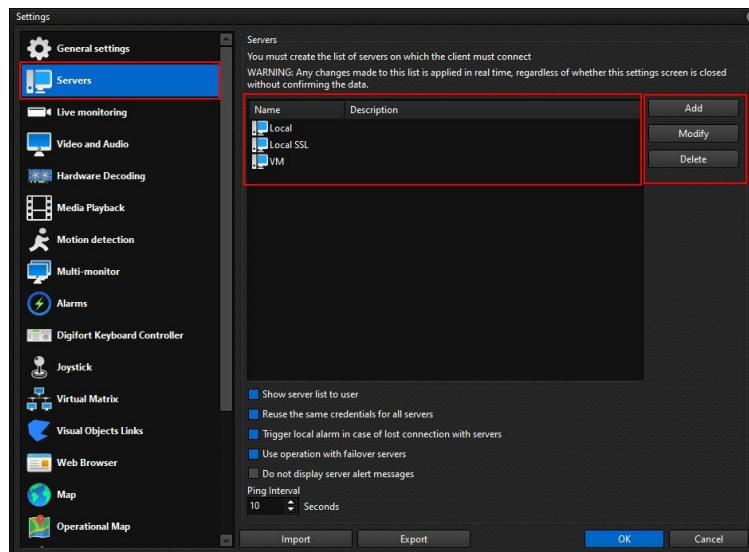 Settings
General settings
Servers
Live monitoring
Video and Audio
Hardware Decoding
Media Playback
Motion detection
Multi-monitor
Alarms
Digifort Keyboard Controller
Joystick
Virtual Matrix
Visual Objects Links
Web Browser
Map
Operational Map
Servers
You must create the list of servers on which the client must connect
WARNING: Any changes made to this list is applied in real time, regardless of whether this settings screen is closed
without confirming the data.
Name Description
Local
Local SSL
VM
Add
Modify
Delete
Show server list to user
Reuse the same credentials for all servers
Trigger local alarm in case of lost connection with servers
Use operation with failover servers
Do not display server alert messages
Ping Interval
10 Seconds
Import Export OK Cancel